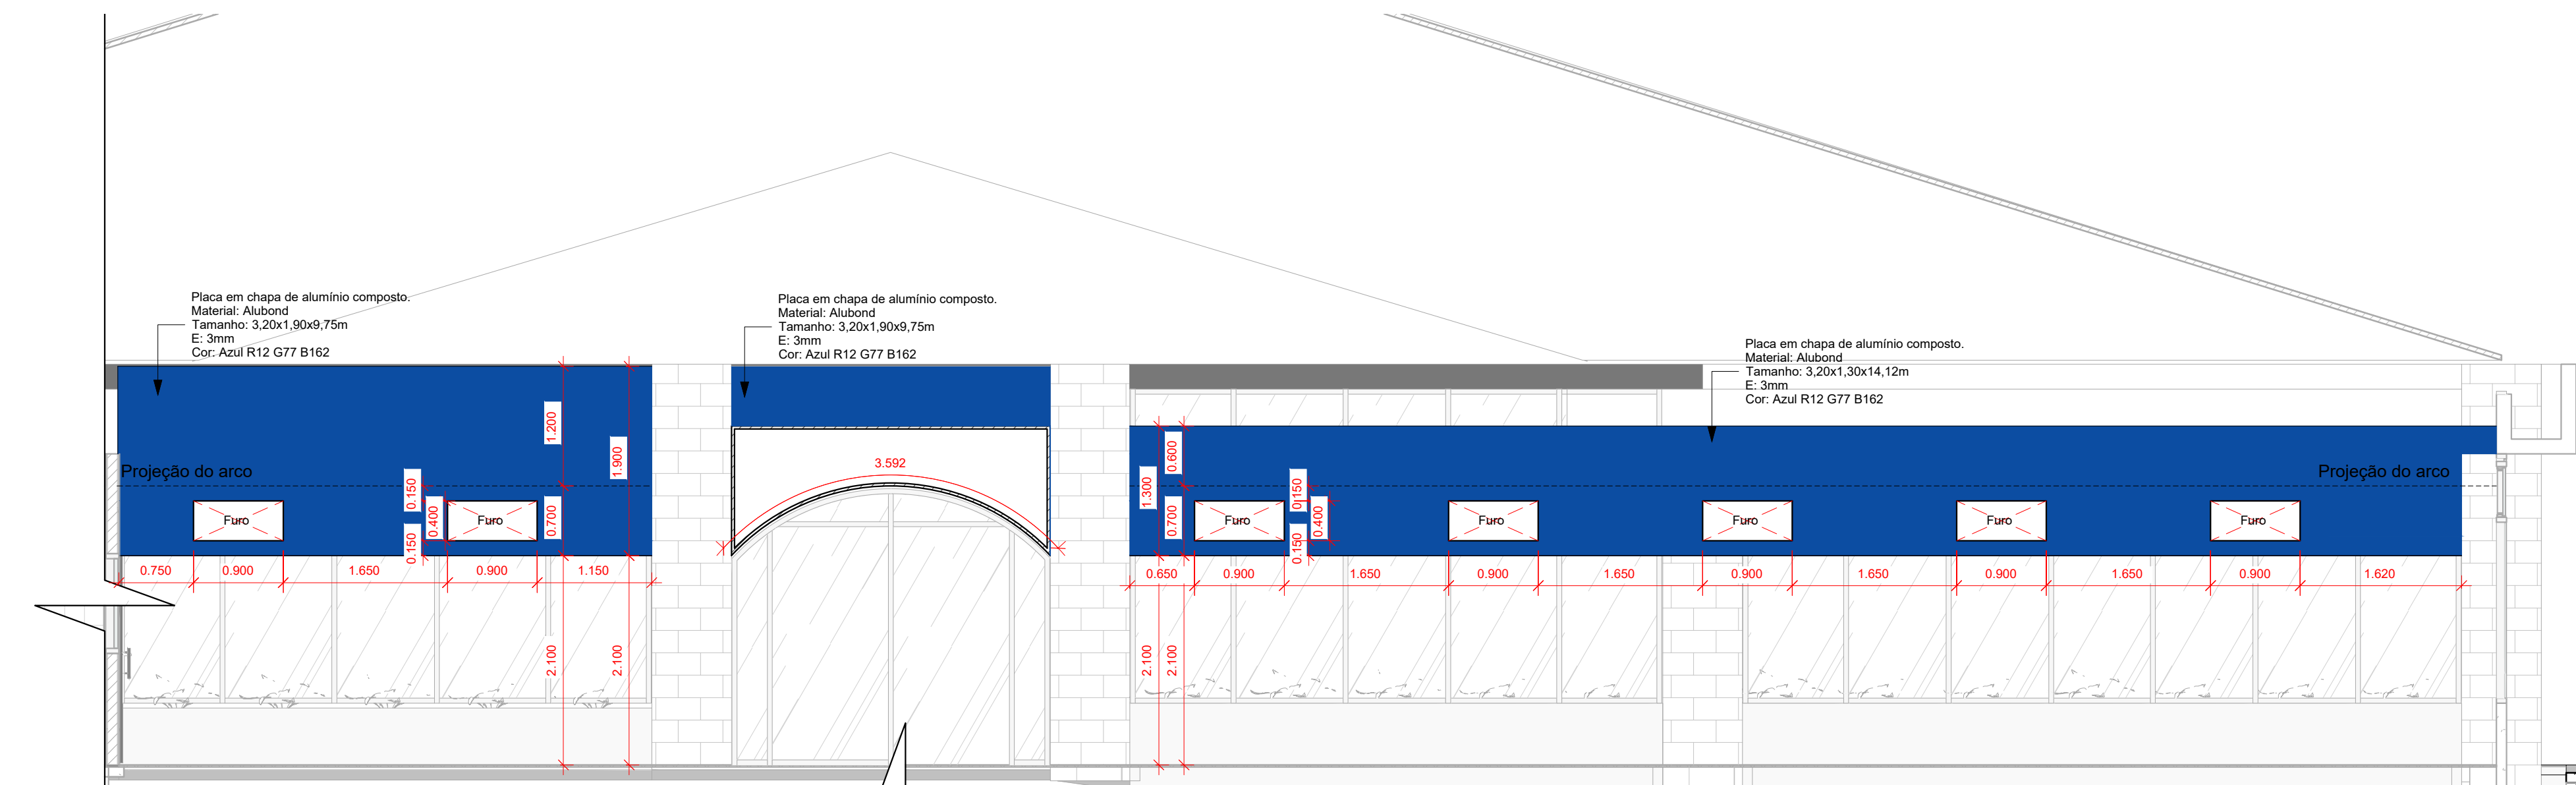 Placa em chapa de alumínio composto.
Material: Alubond
Tamanho: 3,20x1,90x9,75m
E: 3mm
Cor: Azul R12 G77 B162
Placa em chapa de alumínio composto.
Material: Alubond
Tamanho: 3,20x1,90x9,75m
E: 3mm
Cor: Azul R12 G77 B162
Placa em chapa de alumínio composto.
Material: Alubond
Tamanho: 3,20x1,30x14,12m
E: 3mm
Cor: Azul R12 G77 B162
Projeção do arco
Furo
Furo
0.150
0.400
0.150
1.200
0.700
1.900
0.750
0.900
1.650
0.900
1.150
2.100
2.100
3.592
Projeção do arco
1.300
0.600
0.700
0.150
0.400
0.150
Furo
Furo
Furo
Furo
Furo
0.650
0.900
1.650
0.900
1.650
0.900
1.650
0.900
1.650
0.900
1.620
2.100
2.100